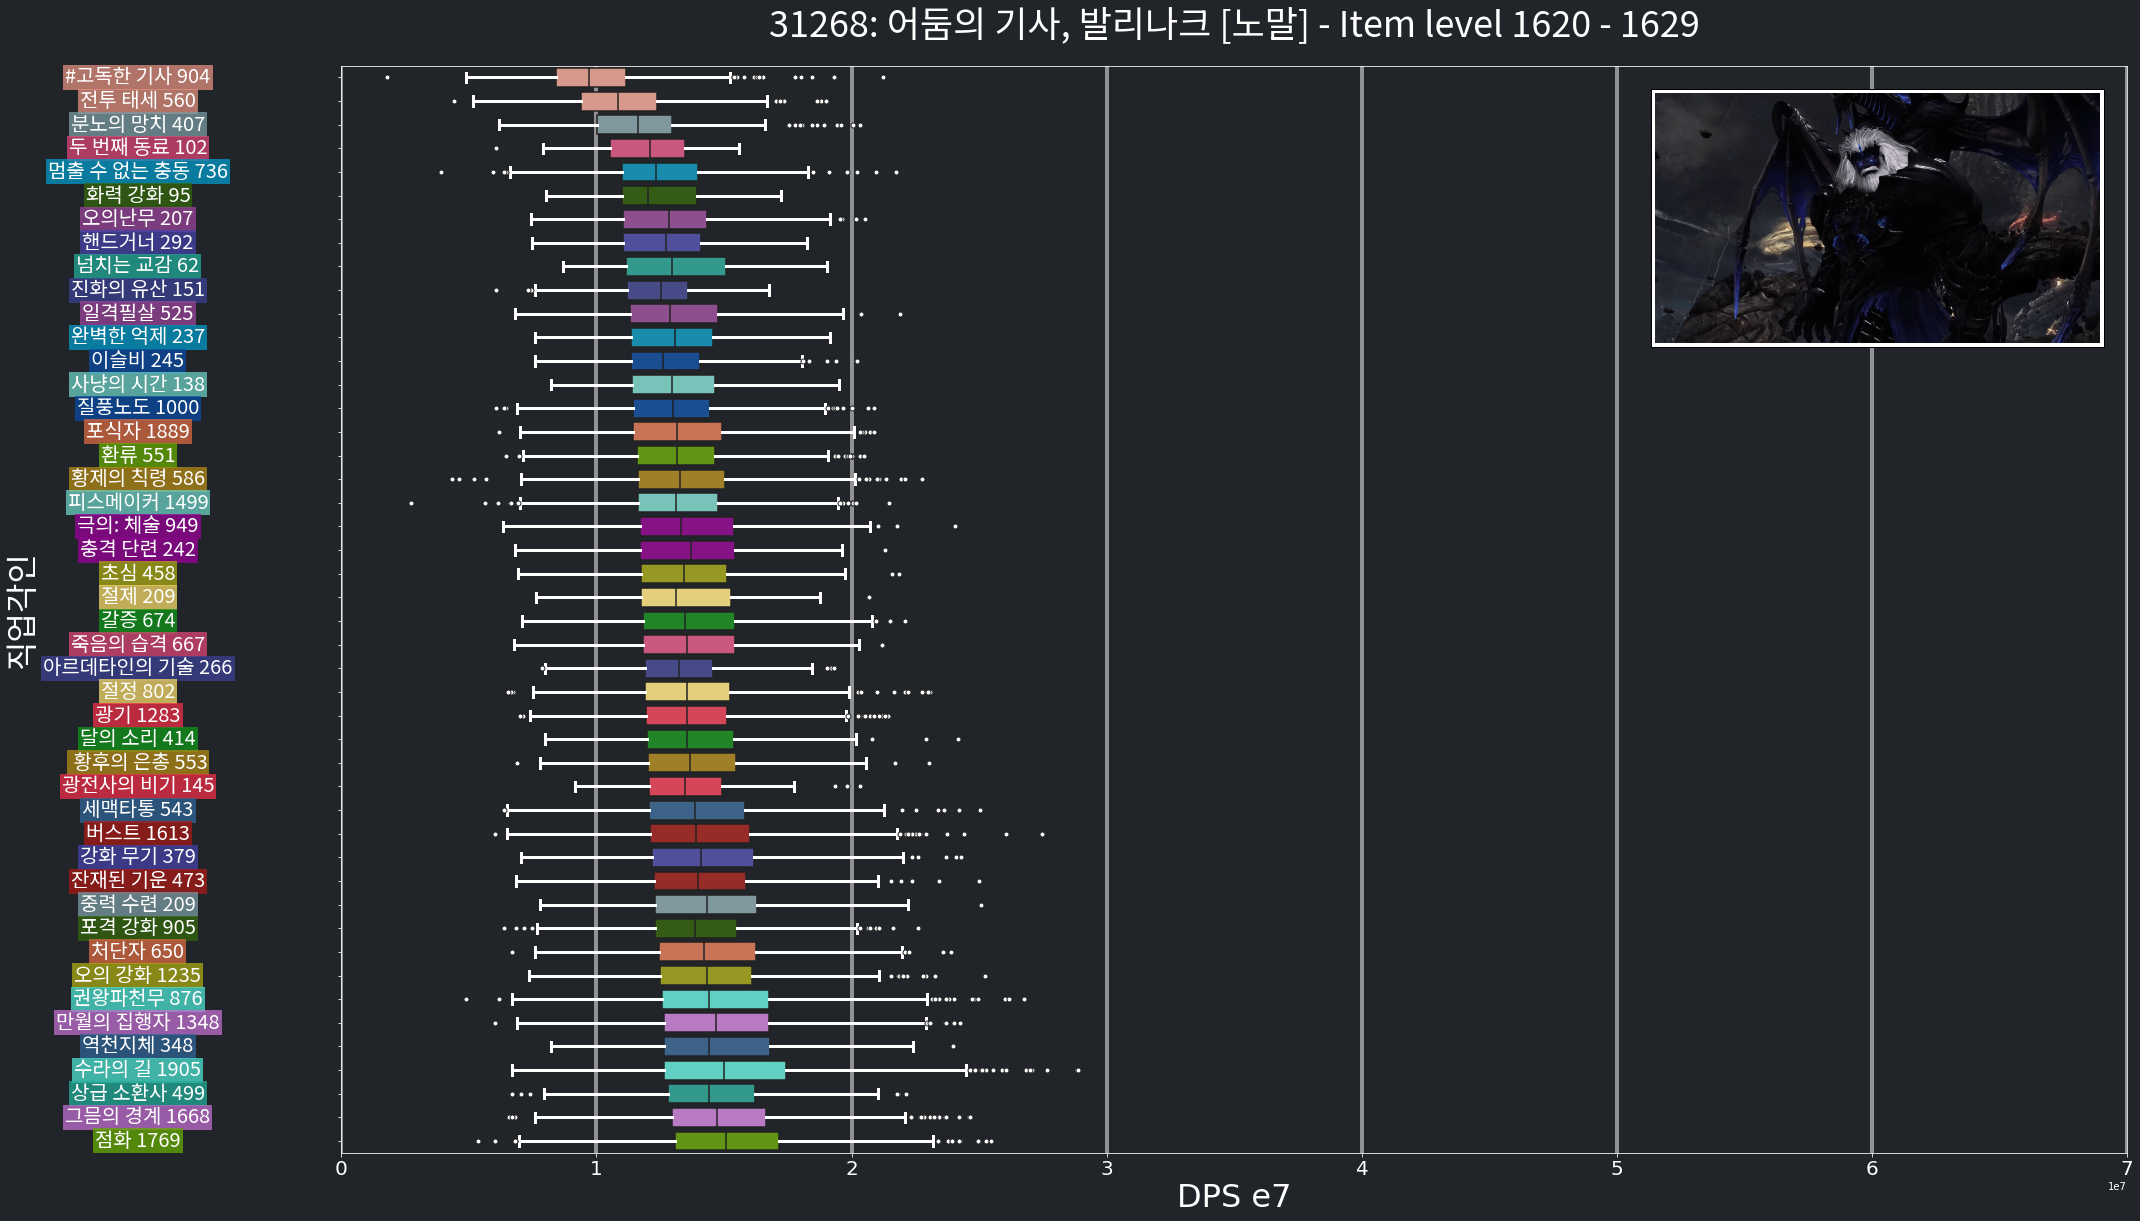 31268: 어둠의 기사, 발리나크 [노말] - Item level 1620 - 1629
직업각인
#고독한 기사 904
전투 태세 560
분노의 망치 407
두 번째 동료 102
멈출 수 없는 충동 736
화력 강화 95
오의난무 207
핸드거너 292
넘치는 교감 62
진화의 유산 151
일격필살 525
완벽한 억제 237
이슬비 245
사냥의 시간 138
질풍노도 1000
포식자 1889
환류 551
황제의 칙령 586
피스메이커 1499
극의: 체술 949
충격 단련 242
초심 458
절제 209
갈증 674
죽음의 습격 667
아르데타인의 기술 266
절정 802
광기 1283
달의 소리 414
황후의 은총 553
광전사의 비기 145
세맥타통 543
버스트 1613
강화 무기 379
잔재된 기운 473
중력 수련 209
포격 강화 905
처단자 650
오의 강화 1235
권왕파천무 876
만월의 집행자 1348
역천지체 348
수라의 길 1905
상급 소환사 499
그믐의 경계 1668
점화 1769
0 1 2 3 4 5 6 7
1e7
DPS e7